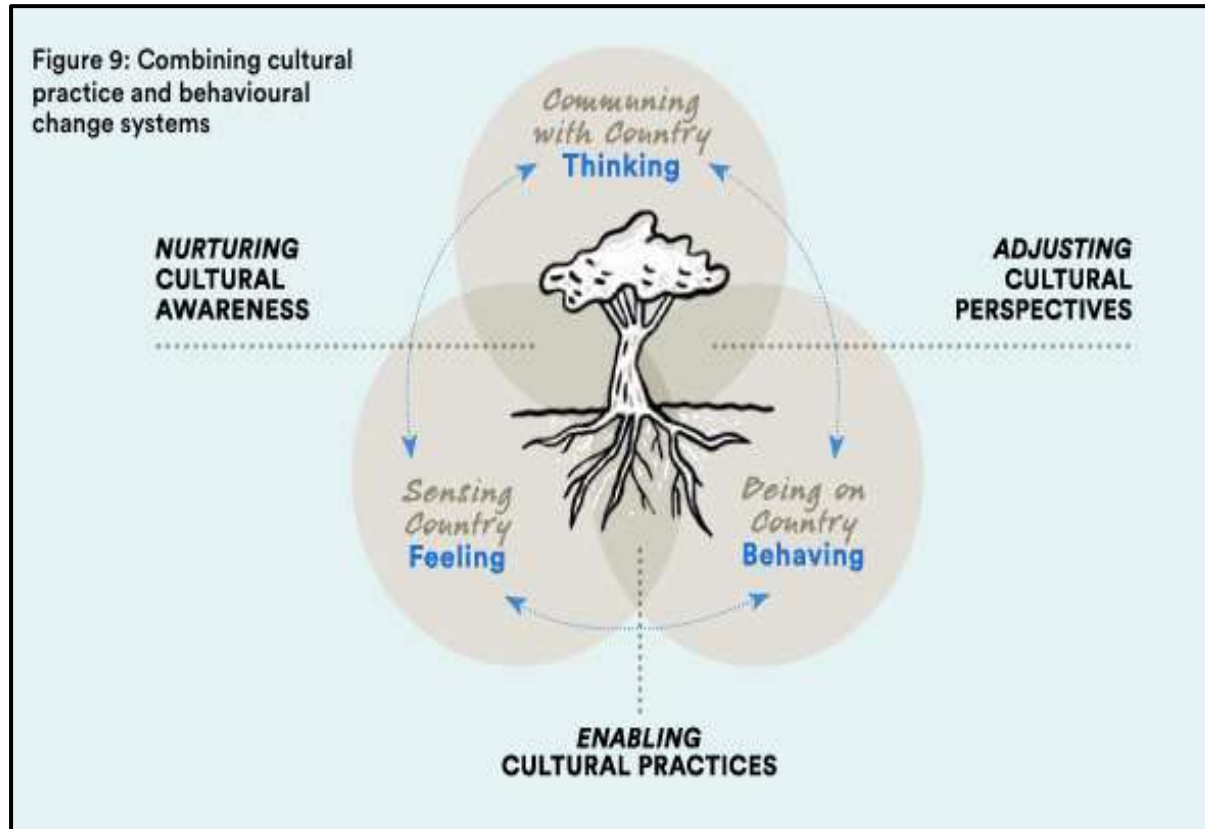 Figure 9: Combining cultural
practice and behavioural
change systems
Communing
with Country
Thinking
NURTURING
CULTURAL
AWARENESS
ADJUSTING
CULTURAL
PERSPECTIVES
Sensing
Country
Feeling
Being on
Country
Behaving
ENABLING
CULTURAL PRACTICES